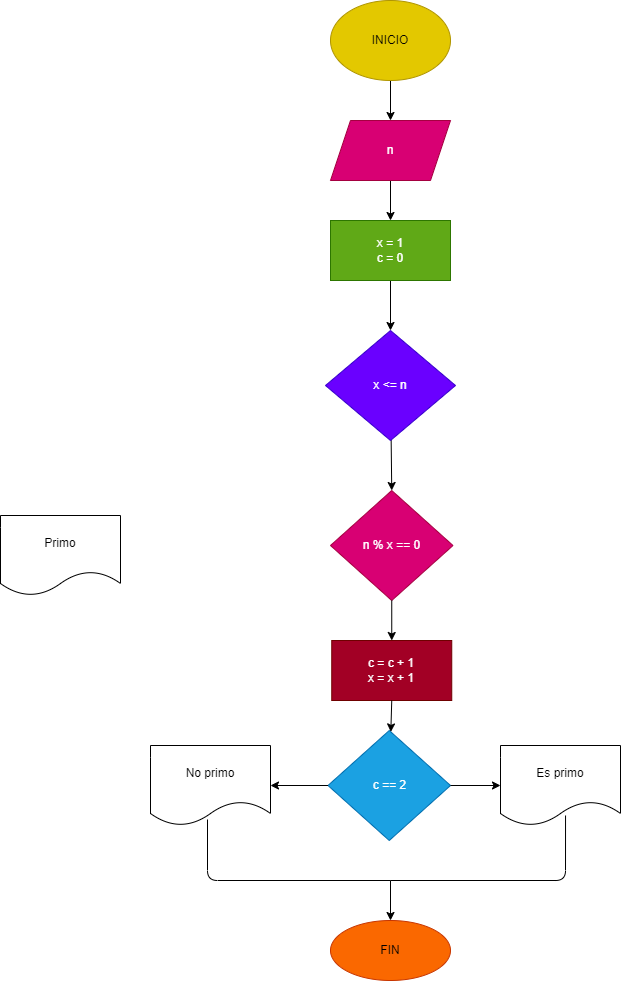 INICIO
n
x = 1
c = 0
x <= n
n % x == 0
Primo
c = c + 1
x = x + 1
No primo
c == 2
Es primo
FIN